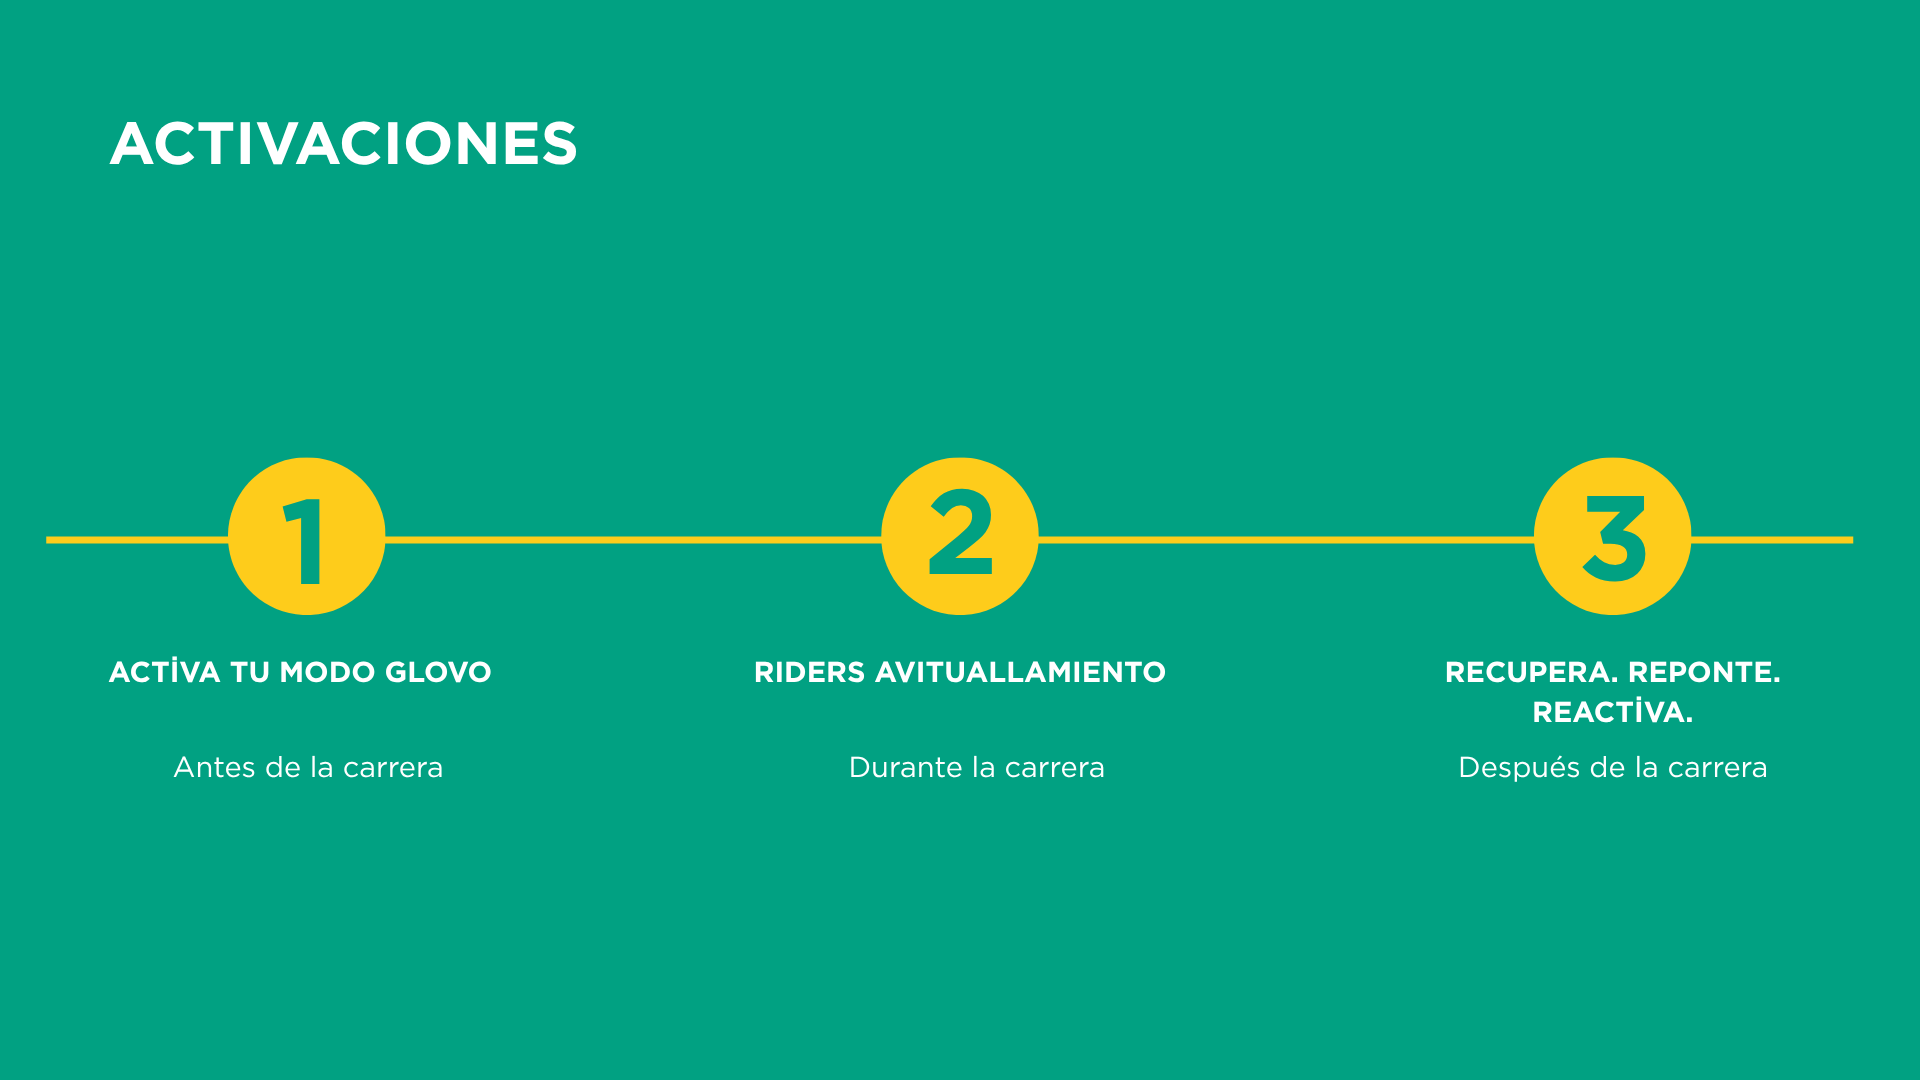 ACTIVACIONES
1
2
3
ACTİVA TU MODO GLOVO
RIDERS AVITUALLAMIENTO
RECUPERA. REPONTE.
REACTİVA.
Antes de la carrera
Durante la carrera
Después de la carrera